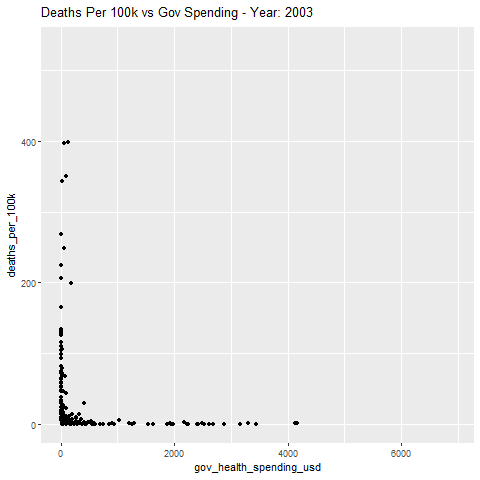 Deaths Per 100k vs Gov Spending - Year: 2003
deaths_per_100k
400
200
0
0 2000 4000 6000
gov_health_spending_usd